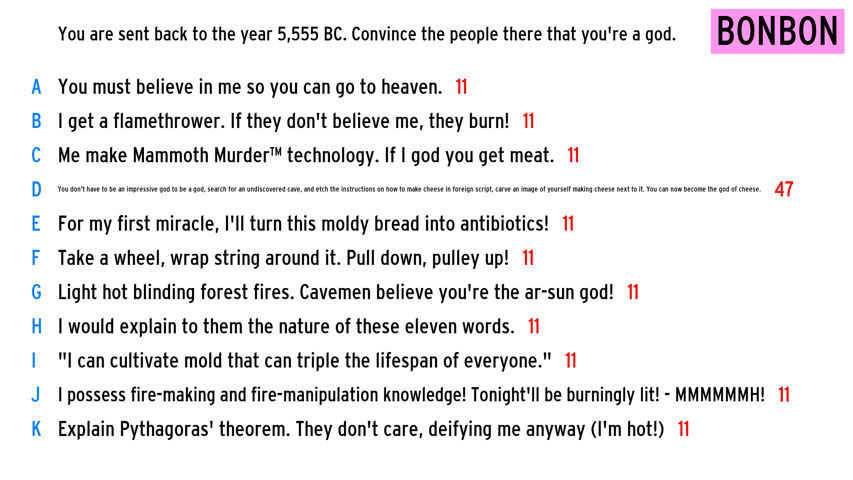 You are sent back to the year 5,555 BC. Convince the people there that you're a god.
BONBON
A You must believe in me so you can go to heaven. 11
B I get a flamethrower. If they don't believe me, they burn! 11
C Me make Mammoth Murder™ technology. If I god you get meat. 11
D You don't have to be an impressive god to be a god, search for an undiscovered cave, and etch the instructions on how to make cheese in foreign script, carve an image of yourself making cheese next to it. You can now become the god of cheese. 47
E For my first miracle, I'll turn this moldy bread into antibiotics! 11
F Take a wheel, wrap string around it. Pull down, pulley up! 11
G Light hot blinding forest fires. Cavemen believe you're the ar-sun god! 11
H I would explain to them the nature of these eleven words. 11
I "I can cultivate mold that can triple the lifespan of everyone." 11
J I possess fire-making and fire-manipulation knowledge! Tonight'll be burningly lit! - MMMMMMH! 11
K Explain Pythagoras' theorem. They don't care, deifying me anyway (I'm hot!) 11